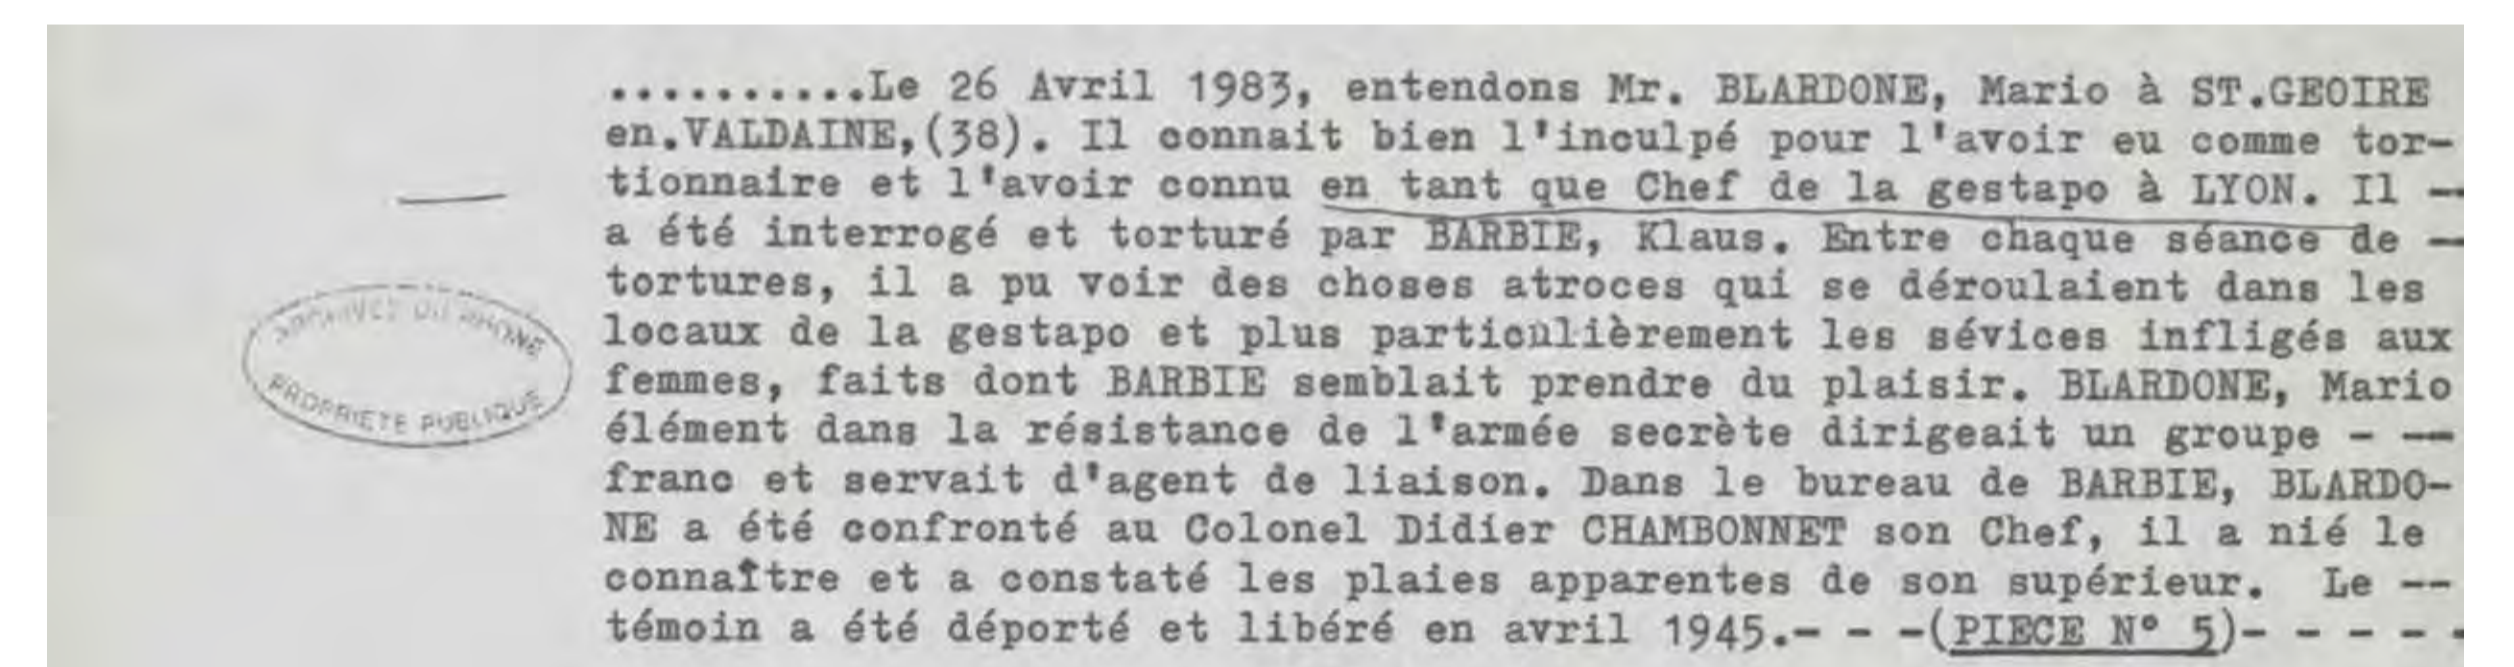 ..........Le 26 Avril 1983, entendons Mr. BLARDONE, Mario à ST.GEOIRE
en.VALDAINE,(38). Il connait bien l'inculpé pour l'avoir eu comme tor-
tionnaire et l'avoir connu en tant que Chef de la gestapo à LYON. Il --
a été interrogé et torturé par BARBIE, Klaus. Entre chaque séance de --
tortures, il a pu voir des choses atroces qui se déroulaient dans les
locaux de la gestapo et plus particulièrement les sévices infligés aux
femmes, faits dont BARBIE semblait prendre du plaisir. BLARDONE, Mario
élément dans la résistance de l'armée secrète dirigeait un groupe - --
franc et servait d'agent de liaison. Dans le bureau de BARBIE, BLARDO-
NE a été confronté au Colonel Didier CHAMBONNET son Chef, il a nié le
connaître et a constaté les plaies apparentes de son supérieur. Le --
témoin a été déporté et libéré en avril 1945.- - -(PIECE N° 5)- - - - -
ARCHIVES DU RHONE
PROPRIETE PUBLIQUE